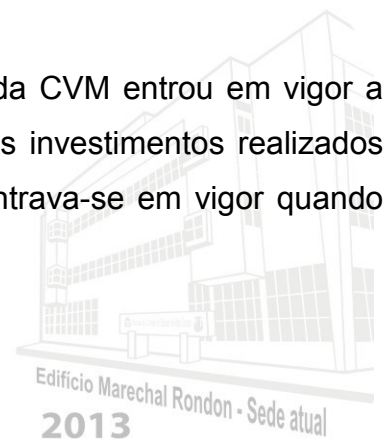 da CVM entrou em vigor a
s investimentos realizados
ntrava-se em vigor quando
Edifício Marechal Rondon - Sede atual
2013